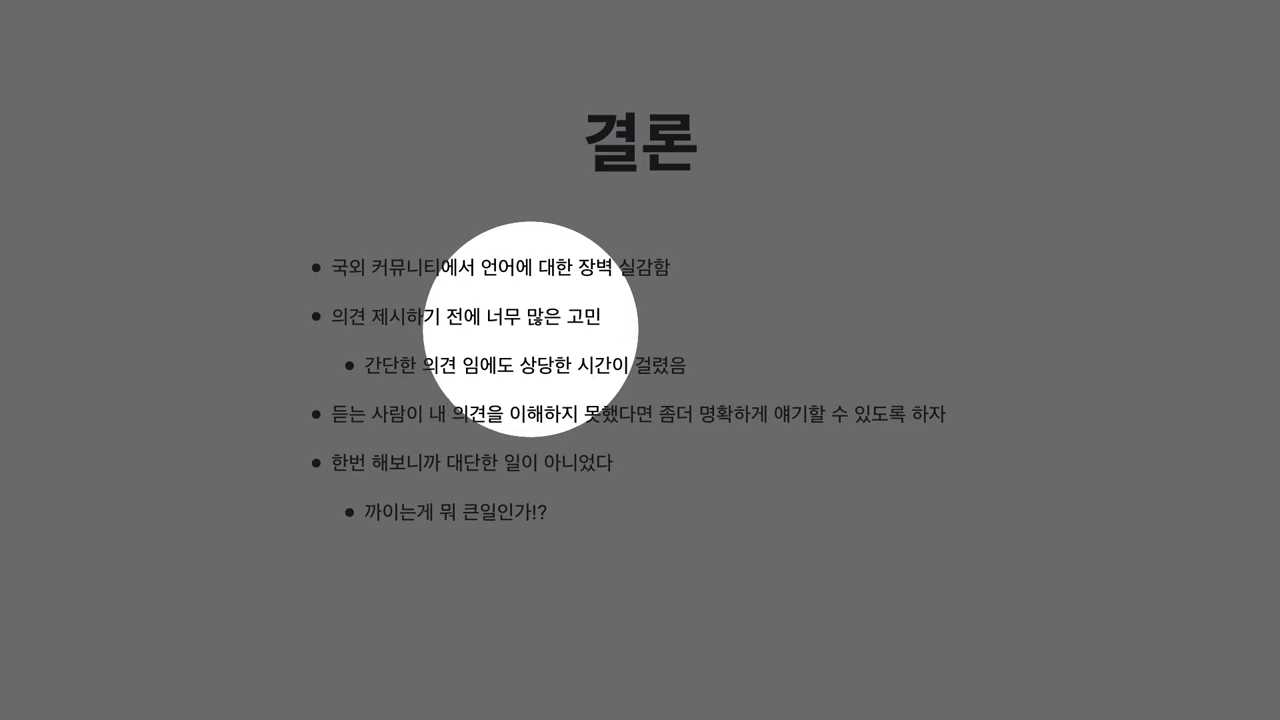 결론
국외 커뮤니티에서 언어에 대한 장벽 실감함
의견 제시하기 전에 너무 많은 고민
간단한 의견 임에도 상당한 시간이 걸렸음
듣는 사람이 내 의견을 이해하지 못했다면 좀더 명확하게 얘기할 수 있도록 하자
한번 해보니까 대단한 일이 아니었다
까이는게 뭐 큰일인가!?